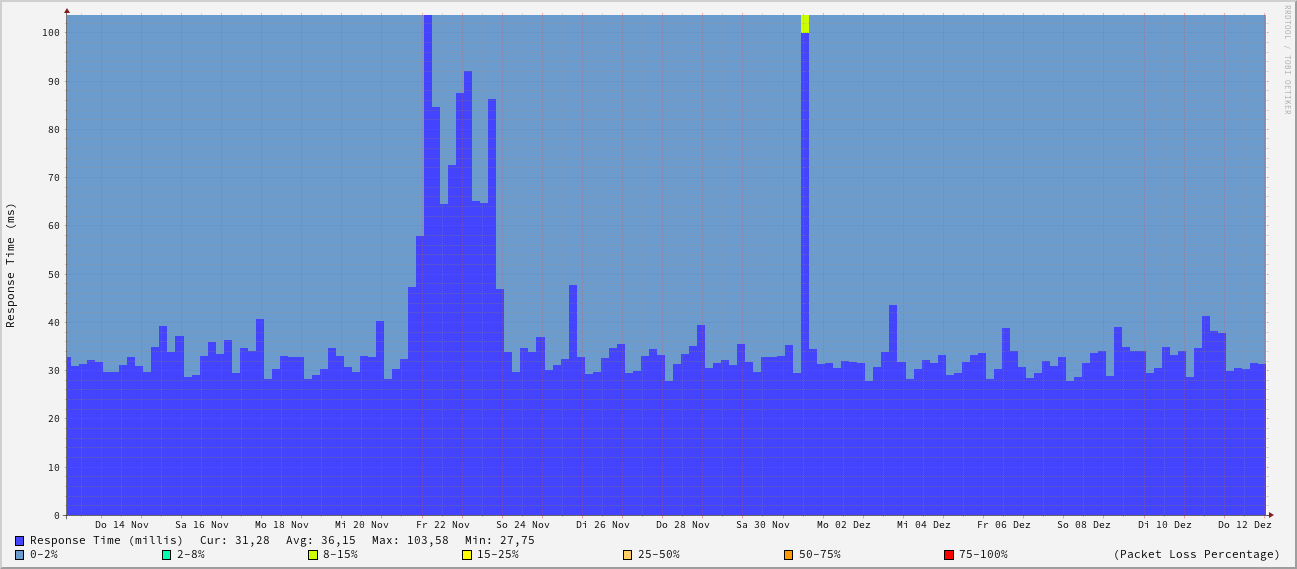 RRDTOOL / TOBI OETIKER
Response Time (ms)
100
90
80
70
60
50
40
30
20
10
0
Do 14 Nov Sa 16 Nov Mo 18 Nov Mi 20 Nov Fr 22 Nov So 24 Nov Di 26 Nov Do 28 Nov Sa 30 Nov Mo 02 Dez Mi 04 Dez Fr 06 Dez So 08 Dez Di 10 Dez Do 12 Dez
Response Time (millis) Cur: 31,28 Avg: 36,15 Max: 103,58 Min: 27,75
0-2% 2-8% 8-15% 15-25% 25-50% 50-75% 75-100% (Packet Loss Percentage)